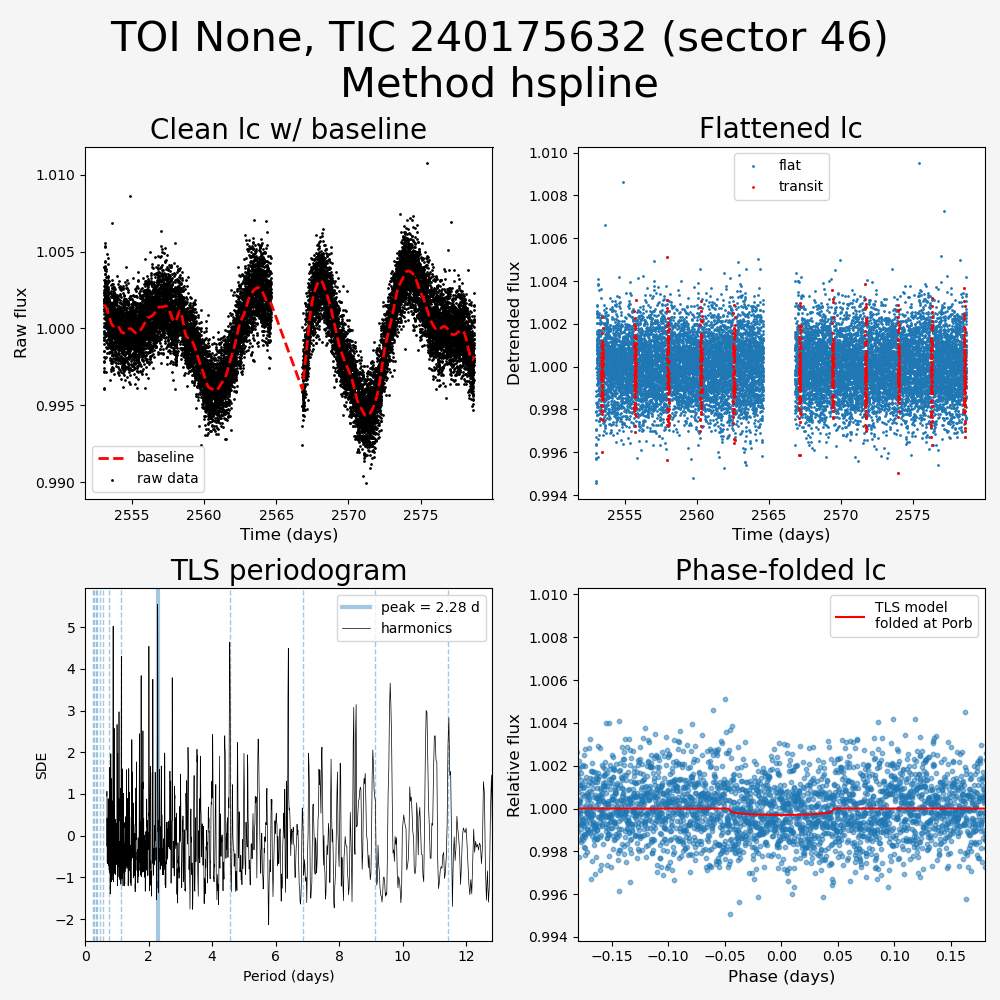 TOI None, TIC 240175632 (sector 46)
Method hspline
Clean lc w/ baseline
Raw flux
1.010
1.005
1.000
0.995
0.990
baseline
raw data
2555
2560
2565
2570
2575
Time (days)
Flattened lc
Detrended flux
1.010
1.008
1.006
1.004
1.002
1.000
0.998
0.996
0.994
flat
transit
2555
2560
2565
2570
2575
Time (days)
TLS periodogram
SDE
5
4
3
2
1
0
−1
−2
peak = 2.28 d
harmonics
0
2
4
6
8
10
12
Period (days)
Phase-folded lc
Relative flux
1.010
1.008
1.006
1.004
1.002
1.000
0.998
0.996
0.994
TLS model
folded at Porb
−0.15
−0.10
−0.05
0.00
0.05
0.10
0.15
Phase (days)